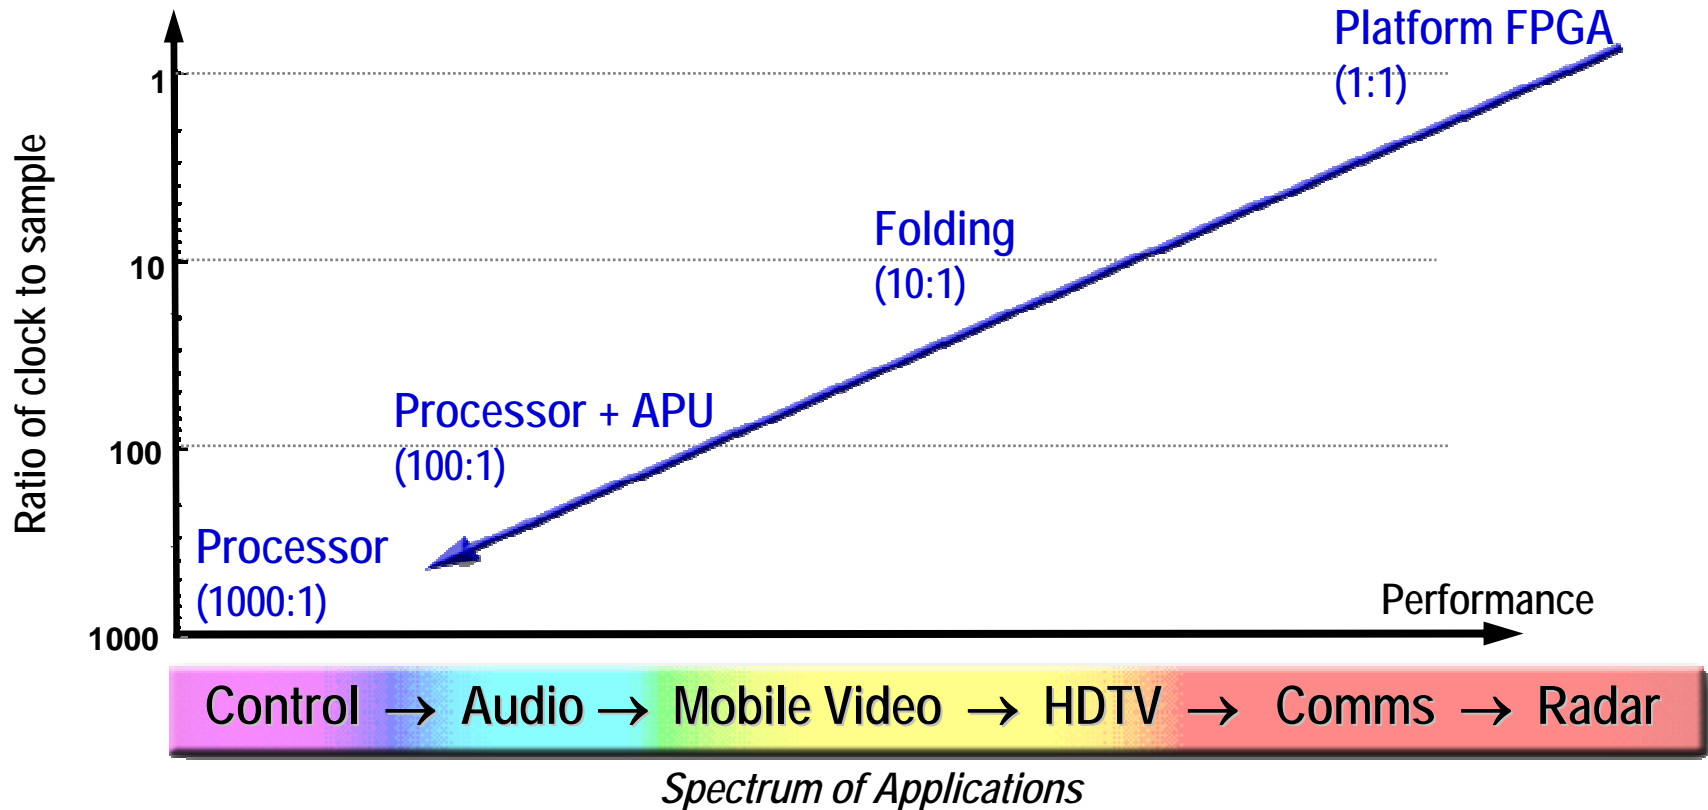 Platform FPGA
(1:1)
1
Ratio of clock to sample
Folding
(10:1)
10
Processor + APU
(100:1)
100
Processor
(1000:1)
Performance
1000
Control → Audio → Mobile Video → HDTV → Comms → Radar
Spectrum of Applications